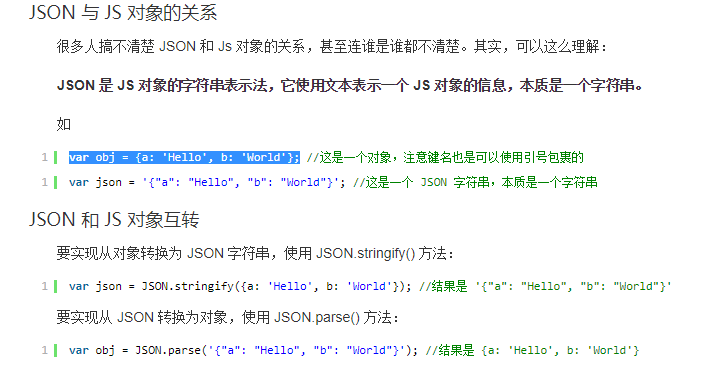 JSON 与 JS 对象的关系
很多人搞不清楚 JSON 和 Js 对象的关系，甚至连谁是谁都不清楚。其实，可以这么理解：
JSON 是 JS 对象的字符串表示法，它使用文本表示一个 JS 对象的信息，本质是一个字符串。
如
1 var obj = {a: 'Hello', b: 'World'}; //这是一个对象，注意键名也是可以使用引号包裹的
1 var json = '{"a": "Hello", "b": "World"}'; //这是一个 JSON 字符串，本质是一个字符串
JSON 和 JS 对象互转
要实现从对象转换为 JSON 字符串，使用 JSON.stringify() 方法：
1 var json = JSON.stringify({a: 'Hello', b: 'World'}); //结果是 '{"a": "Hello", "b": "World"}'
要实现从 JSON 转换为对象，使用 JSON.parse() 方法：
1 var obj = JSON.parse('{"a": "Hello", "b": "World"}'); //结果是 {a: 'Hello', b: 'World'}